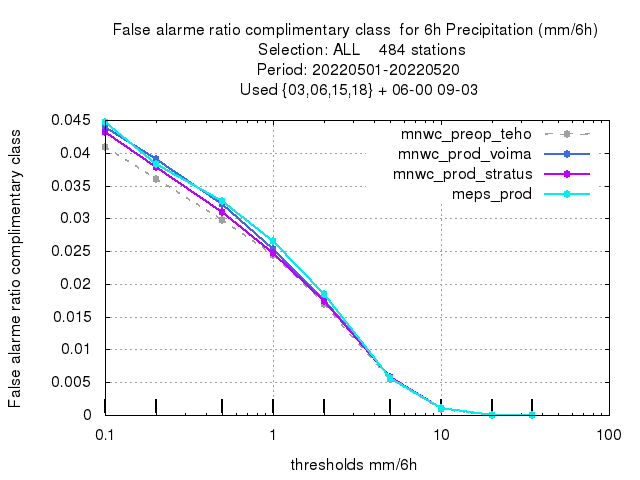 False alarme ratio complimentary class  for 6h Precipitation (mm/6h)
Selection: ALL    484 stations
Period: 20220501-20220520
Used {03,06,15,18} + 06-00 09-03
False alarme ratio complimentary class
0.045
0.04
0.035
0.03
0.025
0.02
0.015
0.01
0.005
0
mnwc_preop_teho
mnwc_prod_voima
mnwc_prod_stratus
meps_prod
0.1
1
10
100
thresholds mm/6h